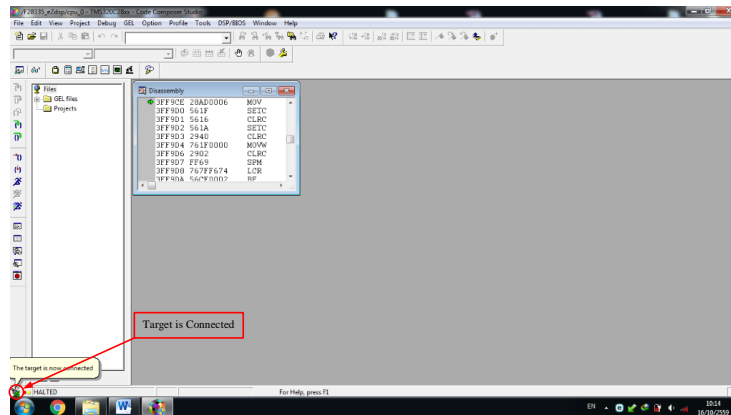 /F28335_eZdsp/cpu_0 - TMS320C28xx - Code Composer Studio
File Edit View Project Debug GEL Option Profile Tools DSP/BIOS Window Help
Files
GEL files
Projects
Disassembly
3FF9CE 28AD0006 MOV
3FF9D0 561F SETC
3FF9D1 5616 CLRC
3FF9D2 561A SETC
3FF9D3 2940 CLRC
3FF9D4 761F0000 MOVW
3FF9D6 2902 CLRC
3FF9D7 FF69 SPM
3FF9D8 767FF674 LCR
3FF9DA 56CF0002 BF
Target is Connected
The target is now connected
HALTED
For Help, press F1
EN
10:14
16/10/2559